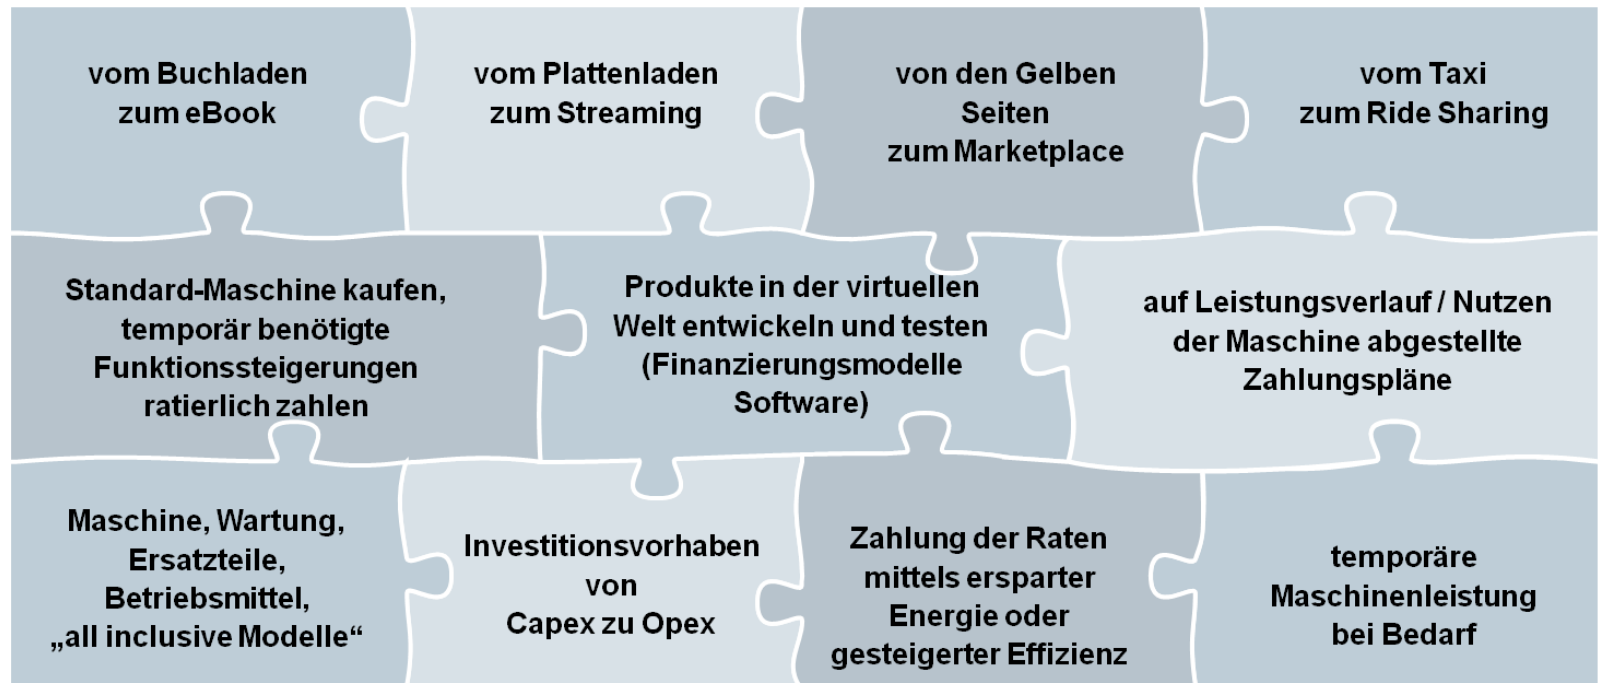 vom Buchladen
zum eBook
vom Plattenladen
zum Streaming
von den Gelben
Seiten
zum Marketplace
vom Taxi
zum Ride Sharing
Standard-Maschine kaufen,
temporär benötigte
Funktionssteigerungen
ratierlich zahlen
Produkte in der virtuellen
Welt entwickeln und testen
(Finanzierungsmodelle
Software)
auf Leistungsverlauf / Nutzen
der Maschine abgestellte
Zahlungspläne
Maschine, Wartung,
Ersatzteile,
Betriebsmittel,
„all inclusive Modelle“
Investitionsvorhaben
von
Capex zu Opex
Zahlung der Raten
mittels ersparter
Energie oder
gesteigerter Effizienz
temporäre
Maschinenleistung
bei Bedarf